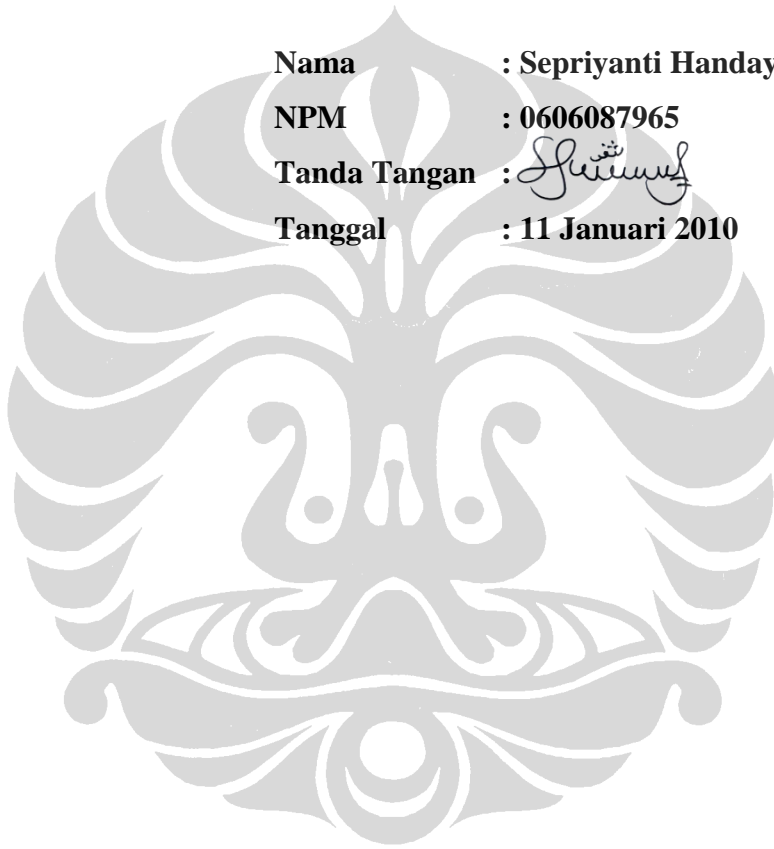 Nama : Sepriyanti Handay
NPM : 0606087965
Tanda Tangan :
Tanggal : 11 Januari 2010